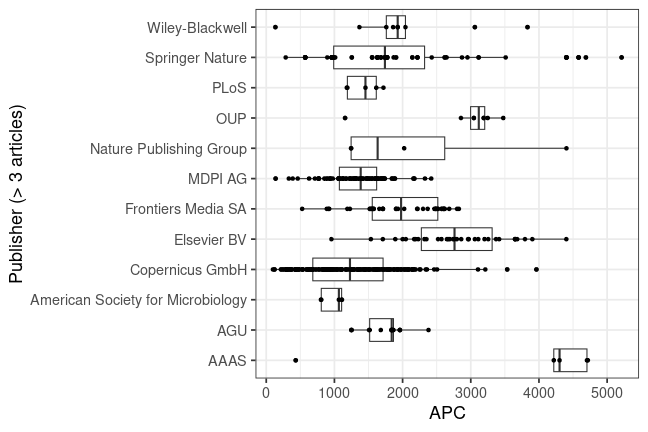 Publisher (> 3 articles)
Wiley-Blackwell
Springer Nature
PLoS
OUP
Nature Publishing Group
MDPI AG
Frontiers Media SA
Elsevier BV
Copernicus GmbH
American Society for Microbiology
AGU
AAAS
0 1000 2000 3000 4000 5000
APC